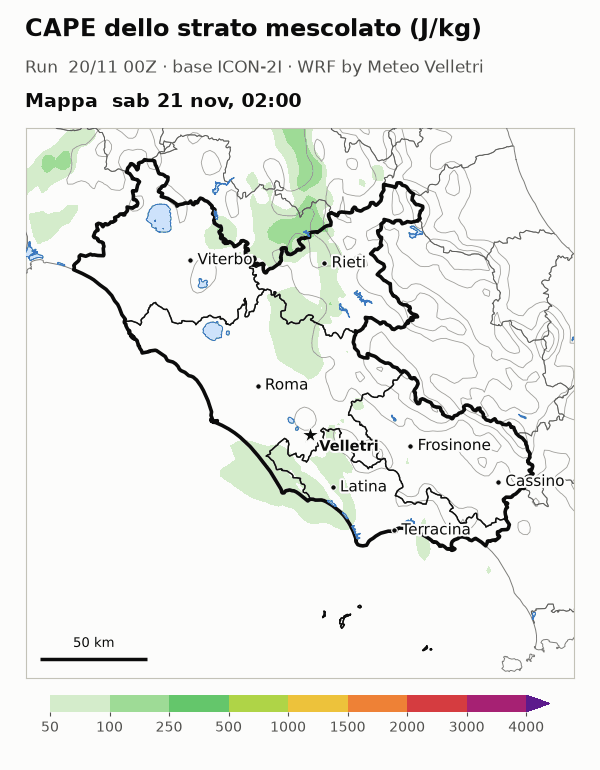 CAPE dello strato mescolato (J/kg)
Run  20/11 00Z · base ICON-2I · WRF by Meteo Velletri
Mappa  sab 21 nov, 02:00
Viterbo
Rieti
Roma
Velletri
Frosinone
Cassino
Latina
Terracina
50 km
50 100 250 500 1000 1500 2000 3000 4000